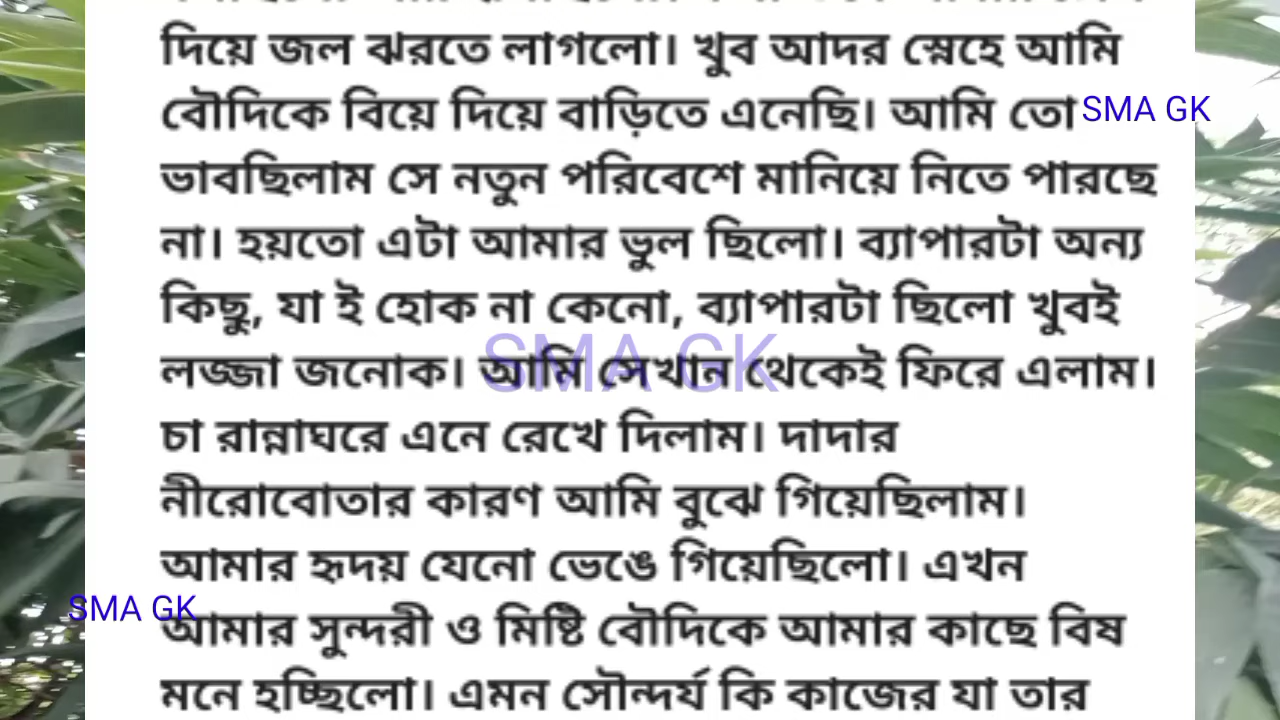 দিয়ে জল ঝরতে লাগলো। খুব আদর স্নেহে আমি
বৌদিকে বিয়ে দিয়ে বাড়িতে এনেছি। আমি তো
SMA GK
ভাবছিলাম সে নতুন পরিবেশে মানিয়ে নিতে পারছে
না। হয়তো এটা আমার ভুল ছিলো। ব্যাপারটা অন্য
কিছু, যা ই হোক না কেনো, ব্যাপারটা ছিলো খুবই
লজ্জা জনোক। আমি সেখান থেকেই ফিরে এলাম।
SMA GK
চা রান্নাঘরে এনে রেখে দিলাম। দাদার
নীরোবোতার কারণ আমি বুঝে গিয়েছিলাম।
আমার হৃদয় যেনো ভেঙে গিয়েছিলো। এখন
SMA GK
আমার সুন্দরী ও মিষ্টি বৌদিকে আমার কাছে বিষ
মনে হচ্ছিলো। এমন সৌন্দর্য কি কাজের যা তার